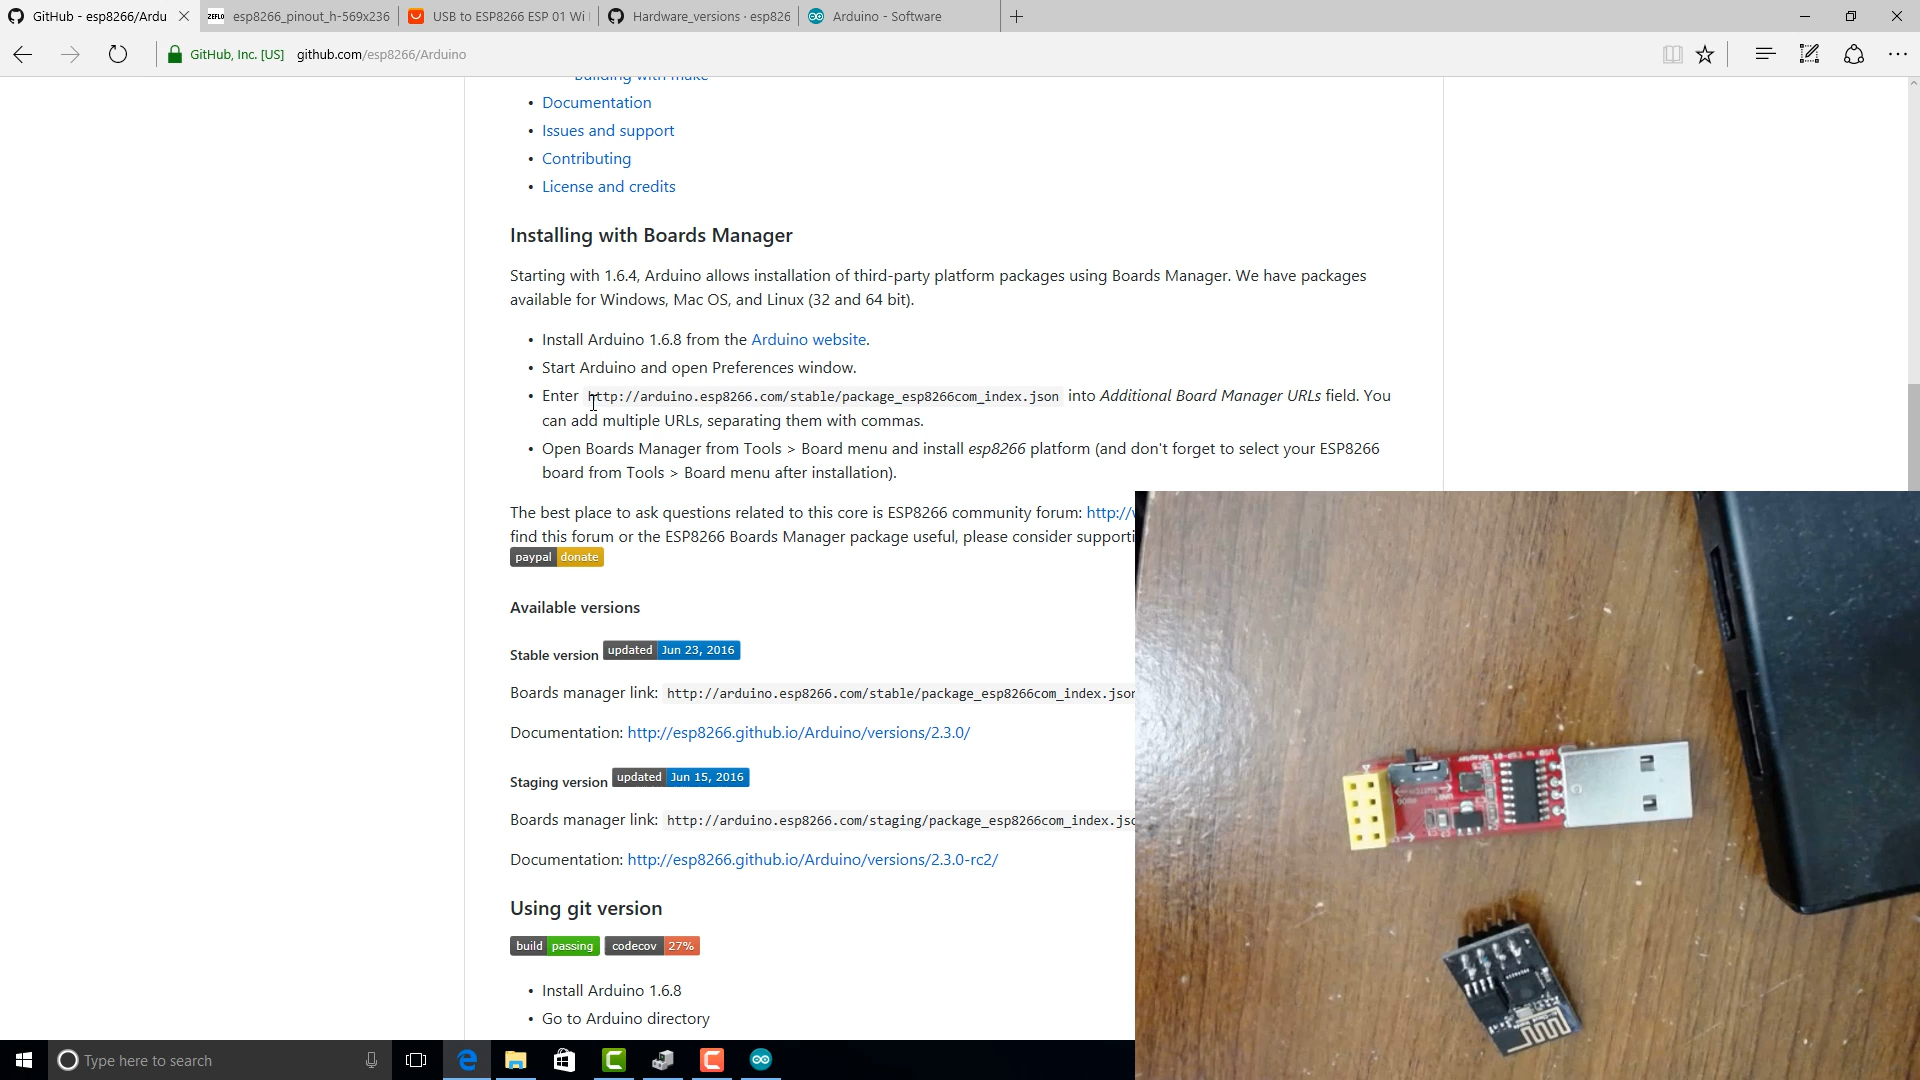 GitHub - esp8266/Ardu
ZEFLO
esp8266_pinout_h-569x236
USB to ESP8266 ESP 01 Wi
Hardware_versions · esp826
Arduino - Software
GitHub, Inc. [US]
github.com/esp8266/Arduino
Building with make
Documentation
Issues and support
Contributing
License and credits
Installing with Boards Manager
Starting with 1.6.4, Arduino allows installation of third-party platform packages using Boards Manager. We have packages
available for Windows, Mac OS, and Linux (32 and 64 bit).
Install Arduino 1.6.8 from the Arduino website.
Start Arduino and open Preferences window.
Enter http://arduino.esp8266.com/stable/package_esp8266com_index.json into Additional Board Manager URLs field. You
can add multiple URLs, separating them with commas.
Open Boards Manager from Tools > Board menu and install esp8266 platform (and don't forget to select your ESP8266
board from Tools > Board menu after installation).
The best place to ask questions related to this core is ESP8266 community forum: http://
find this forum or the ESP8266 Boards Manager package useful, please consider supporti
paypal donate
Available versions
Stable version updated Jun 23, 2016
Boards manager link: http://arduino.esp8266.com/stable/package_esp8266com_index.json
Documentation: http://esp8266.github.io/Arduino/versions/2.3.0/
Staging version updated Jun 15, 2016
Boards manager link: http://arduino.esp8266.com/staging/package_esp8266com_index.jso
Documentation: http://esp8266.github.io/Arduino/versions/2.3.0-rc2/
Using git version
build passing codecov 27%
Install Arduino 1.6.8
Go to Arduino directory
Type here to search
USB to ESP-01
Adapter